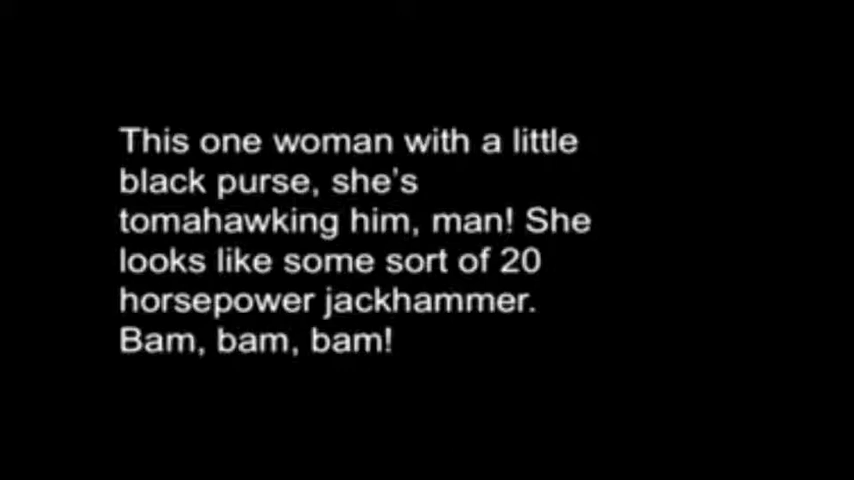 This one woman with a little
black purse, she’s
tomahawking him, man! She
looks like some sort of 20
horsepower jackhammer.
Bam, bam, bam!